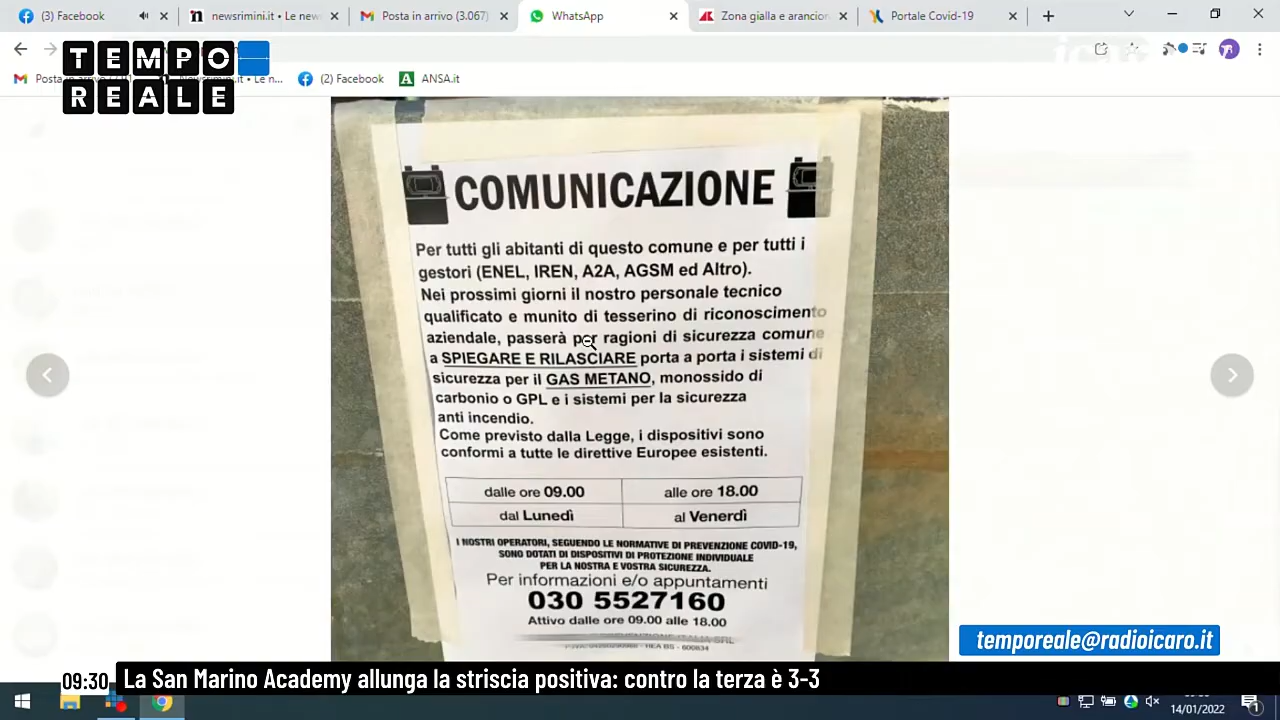 (3) Facebook
newsrimini.it • Le new
Posta in arrivo (3.067)
WhatsApp
Zona gialla e arancion
Portale Covid-19
TEMPO
REALE
Posta in arrivo
Newsrimini.it • Le n...
(2) Facebook
ANSA.it
COMUNICAZIONE
Per tutti gli abitanti di questo comune e per tutti i
gestori (ENEL, IREN, A2A, AGSM ed Altro).
Nei prossimi giorni il nostro personale tecnico
qualificato e munito di tesserino di riconoscimento
aziendale, passerà per ragioni di sicurezza comune
a SPIEGARE E RILASCIARE porta a porta i sistemi di
sicurezza per il GAS METANO, monossido di
carbonio o GPL e i sistemi per la sicurezza
anti incendio.
Come previsto dalla Legge, i dispositivi sono
conformi a tutte le direttive Europee esistenti.
dalle ore 09.00 alle ore 18.00
dal Lunedì al Venerdì
I NOSTRI OPERATORI, SEGUENDO LE NORMATIVE DI PREVENZIONE COVID-19,
SONO DOTATI DI DISPOSITIVI DI PROTEZIONE INDIVIDUALE
PER LA NOSTRA E VOSTRA SICUREZZA.
Per informazioni e/o appuntamenti
030 5527160
Attivo dalle ore 09.00 alle 18.00
temporeale@radioicaro.it
09:30 La San Marino Academy allunga la striscia positiva: contro la terza è 3-3
14/01/2022